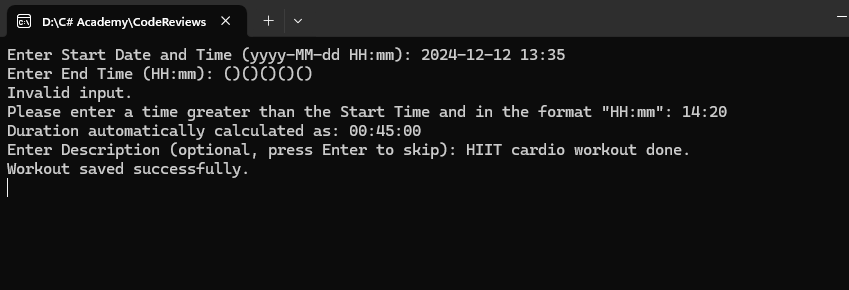 D:\C# Academy\CodeReviews
Enter Start Date and Time (yyyy-MM-dd HH:mm): 2024-12-12 13:35
Enter End Time (HH:mm): ()()()()()
Invalid input.
Please enter a time greater than the Start Time and in the format "HH:mm": 14:20
Duration automatically calculated as: 00:45:00
Enter Description (optional, press Enter to skip): HIIT cardio workout done.
Workout saved successfully.